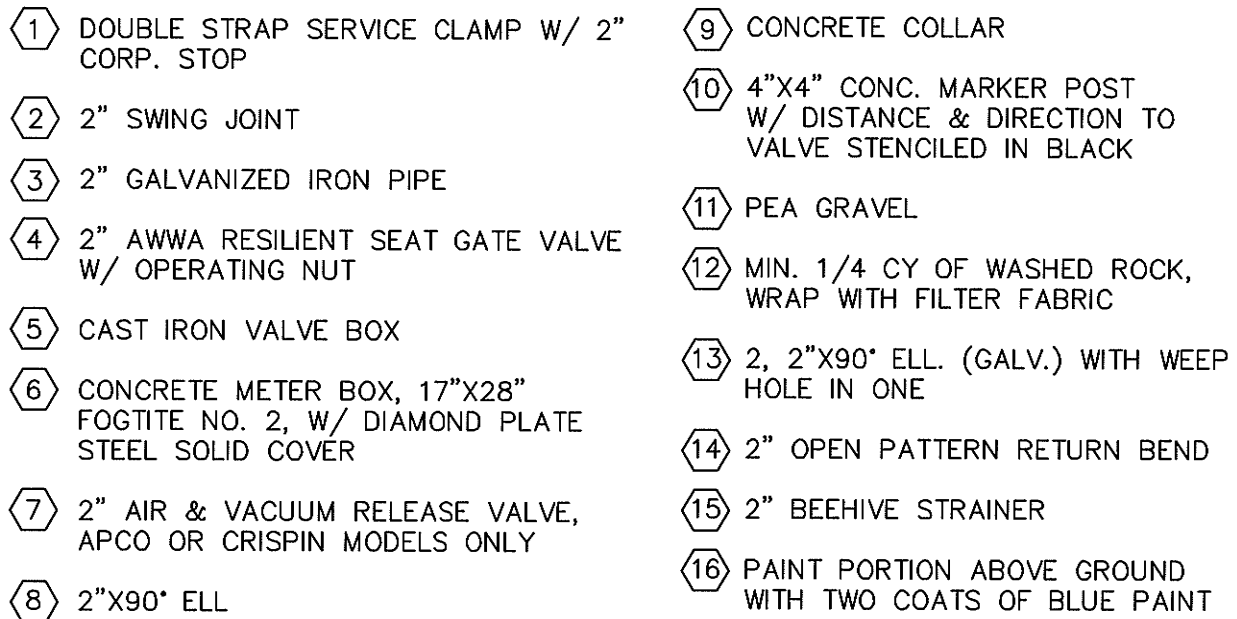 1 DOUBLE STRAP SERVICE CLAMP W/ 2"
CORP. STOP
2 2" SWING JOINT
3 2" GALVANIZED IRON PIPE
4 2" AWWA RESILIENT SEAT GATE VALVE
W/ OPERATING NUT
5 CAST IRON VALVE BOX
6 CONCRETE METER BOX, 17"X28"
FOGTITE NO. 2, W/ DIAMOND PLATE
STEEL SOLID COVER
7 2" AIR & VACUUM RELEASE VALVE,
APCO OR CRISPIN MODELS ONLY
8 2"X90° ELL
9 CONCRETE COLLAR
10 4"X4" CONC. MARKER POST
W/ DISTANCE & DIRECTION TO
VALVE STENCILED IN BLACK
11 PEA GRAVEL
12 MIN. 1/4 CY OF WASHED ROCK,
WRAP WITH FILTER FABRIC
13 2, 2"X90° ELL. (GALV.) WITH WEEP
HOLE IN ONE
14 2" OPEN PATTERN RETURN BEND
15 2" BEEHIVE STRAINER
16 PAINT PORTION ABOVE GROUND
WITH TWO COATS OF BLUE PAINT